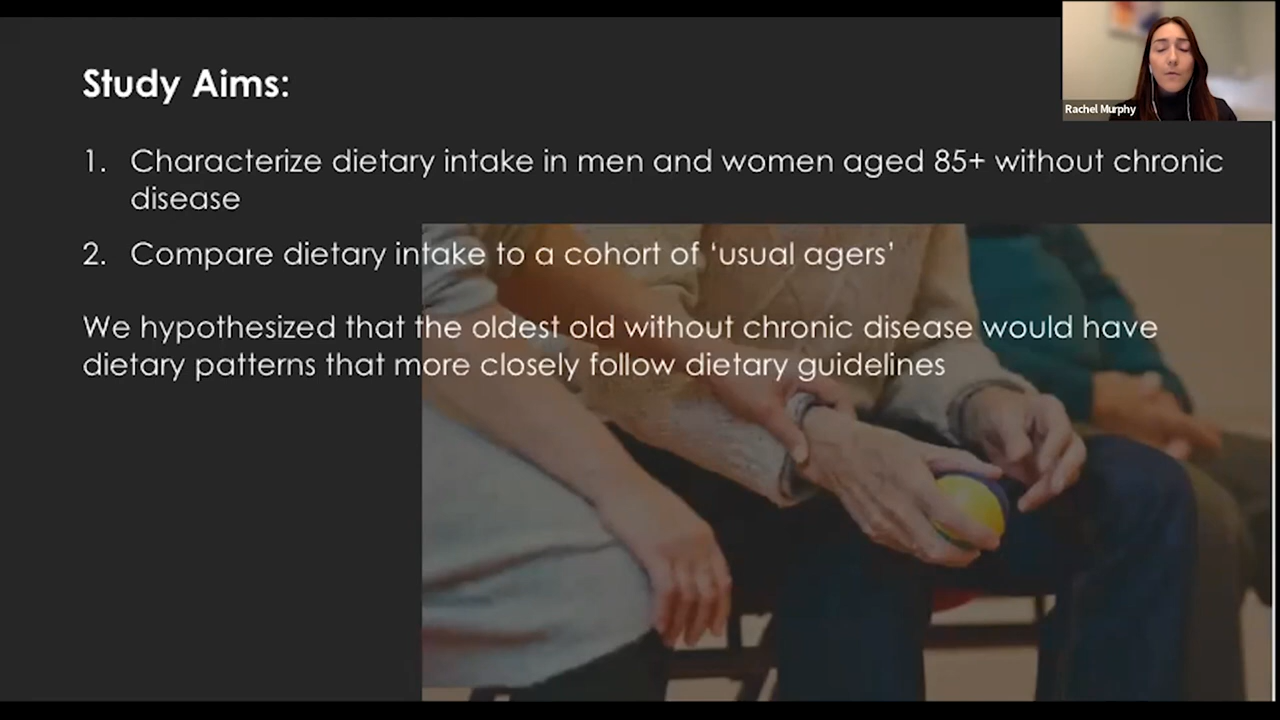 Study Aims:
Rachel Murphy
1. Characterize dietary intake in men and women aged 85+ without chronic
disease
2. Compare dietary intake to a cohort of ‘usual agers’
We hypothesized that the oldest old without chronic disease would have
dietary patterns that more closely follow dietary guidelines